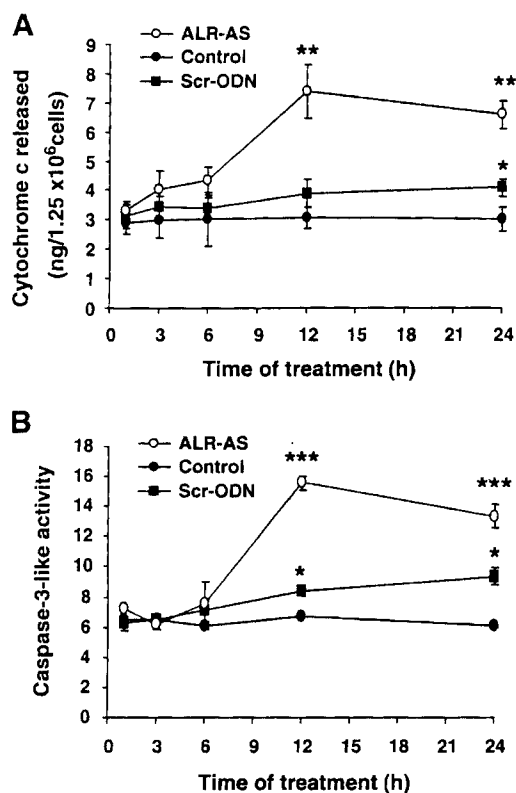 A
ALR-AS
Control
Scr-ODN
**
**
*
9
8
7
6
5
4
3
2
1
0
Cytochrome c released
(ng/1.25 x10⁶cells)
0 3 6 9 12 15 18 21 24
Time of treatment (h)
B
ALR-AS
Control
Scr-ODN
***
***
*
*
18
16
14
12
10
8
6
4
2
0
Caspase-3-like activity
0 3 6 9 12 15 18 21 24
Time of treatment (h)